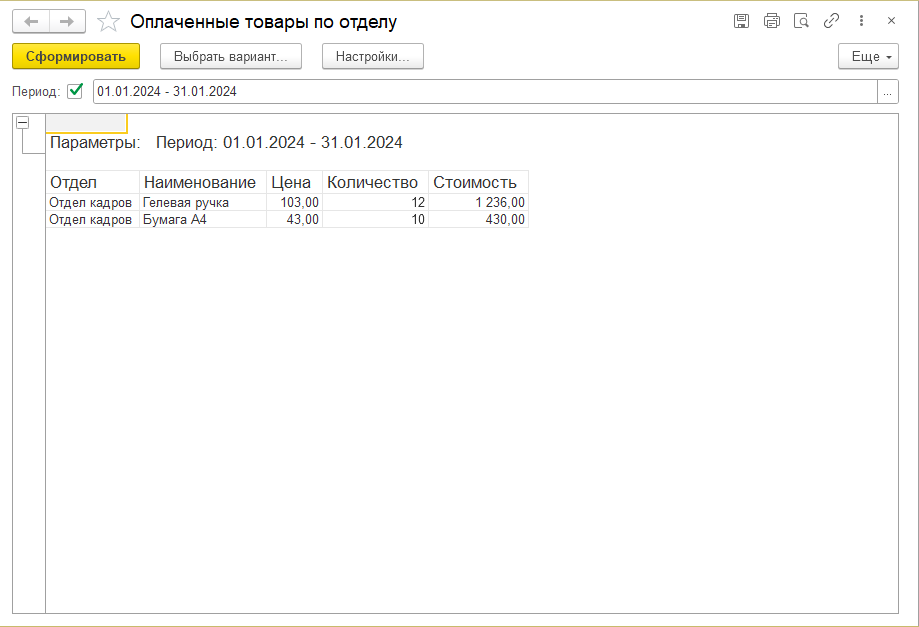 Оплаченные товары по отделу
Сформировать Выбрать вариант... Настройки... Еще
Период: 01.01.2024 - 31.01.2024 ...
Параметры: Период: 01.01.2024 - 31.01.2024
Отдел Наименование Цена Количество Стоимость
Отдел кадров Гелевая ручка 103,00 12 1 236,00
Отдел кадров Бумага А4 43,00 10 430,00